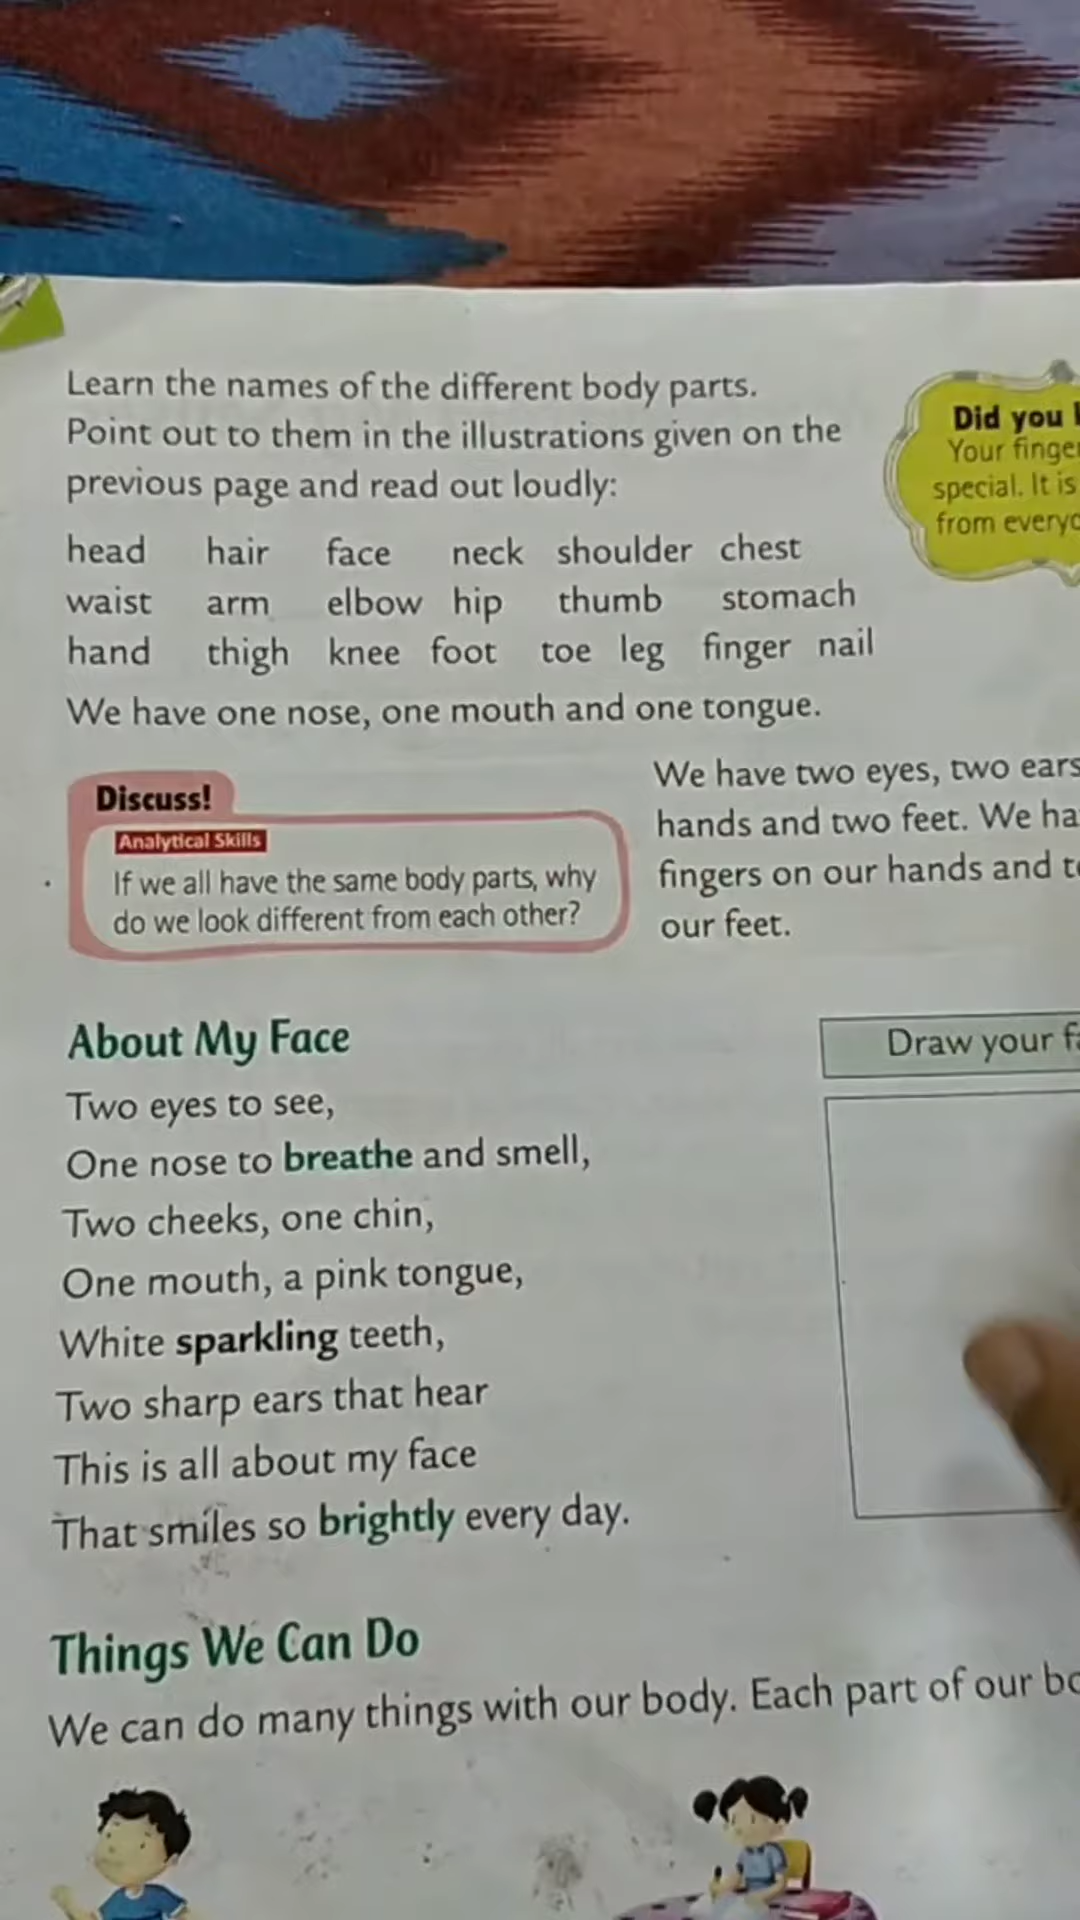 Learn the names of the different body parts.
Point out to them in the illustrations given on the
previous page and read out loudly:
head hair face neck shoulder chest
waist arm elbow hip thumb stomach
hand thigh knee foot toe leg finger nail
We have one nose, one mouth and one tongue.
Did you
Your
special. It is
from
Discuss!
Analytical Skills
If we all have the same body parts, why
do we look different from each other?
We have two eyes, two ears
hands and two feet. We
fingers on our hands and
our feet.
About My Face
Two eyes to see,
One nose to breathe and smell,
Two cheeks, one chin,
One mouth, a pink tongue,
White sparkling teeth,
Two sharp ears that hear
This is all about my face
That smiles so brightly every day.
Draw your
Things We Can Do
We can do many things with our body. Each part of our